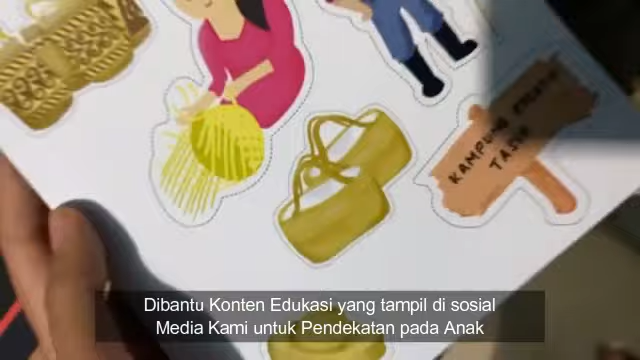 KAMPUNG
TAS
Dibantu Konten Edukasi yang tampil di sosial
Media Kami untuk Pendekatan pada Anak